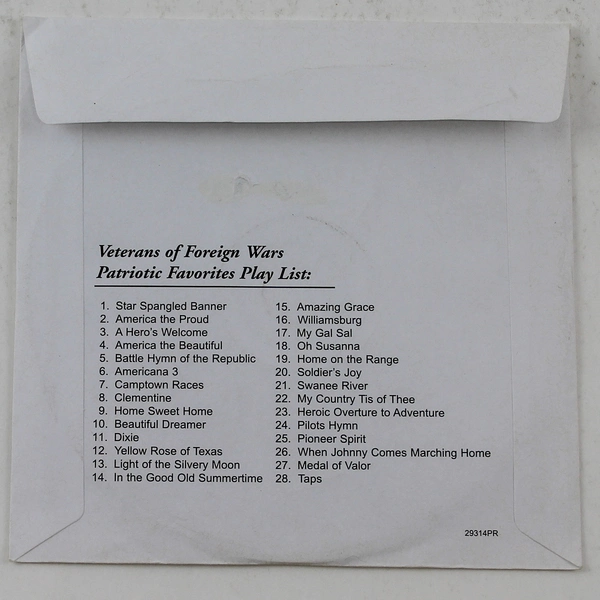 Veterans of Foreign Wars
Patriotic Favorites Play List:
1. Star Spangled Banner
2. America the Proud
3. A Hero's Welcome
4. America the Beautiful
5. Battle Hymn of the Republic
6. Americana 3
7. Camptown Races
8. Clementine
9. Home Sweet Home
10. Beautiful Dreamer
11. Dixie
12. Yellow Rose of Texas
13. Light of the Silvery Moon
14. In the Good Old Summertime
15. Amazing Grace
16. Williamsburg
17. My Gal Sal
18. Oh Susanna
19. Home on the Range
20. Soldier's Joy
21. Swanee River
22. My Country Tis of Thee
23. Heroic Overture to Adventure
24. Pilots Hymn
25. Pioneer Spirit
26. When Johnny Comes Marching Home
27. Medal of Valor
28. Taps
29314PR